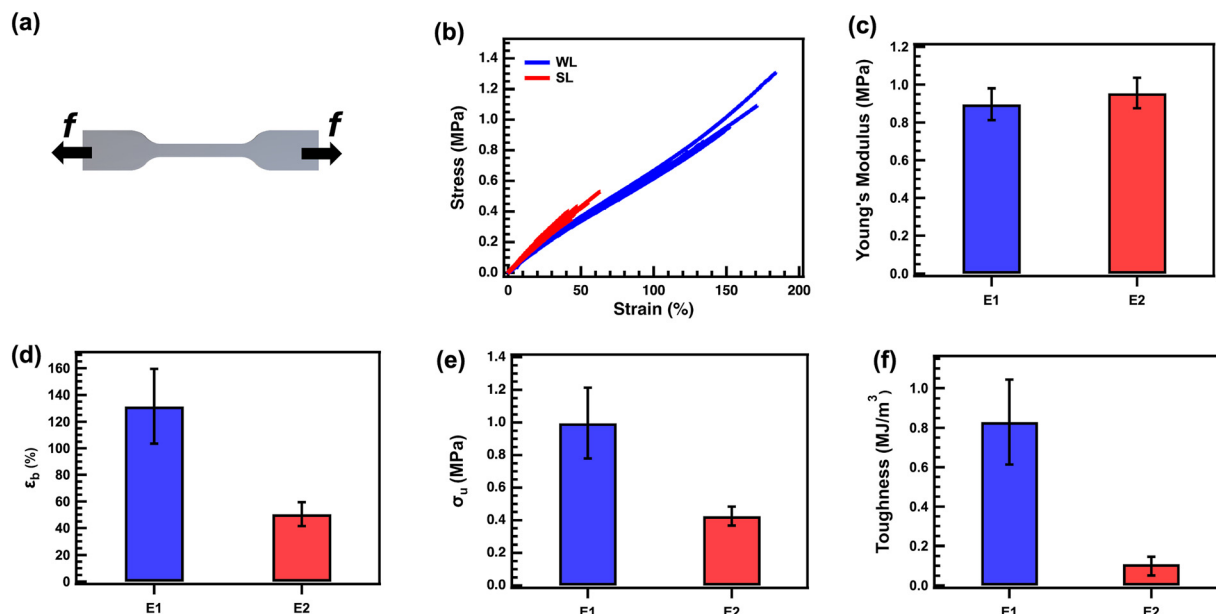 (a)
f
f
(b)
Stress (MPa)
1.4
1.2
1.0
0.8
0.6
0.4
0.2
0.0
WL
SL
0
50
100
150
200
Strain (%)
(c)
Young's Modulus (MPa)
1.2
1.0
0.8
0.6
0.4
0.2
0.0
E1
E2
(d)
εb (%)
160
140
120
100
80
60
40
20
0
E1
E2
(e)
σu (MPa)
1.4
1.2
1.0
0.8
0.6
0.4
0.2
0.0
E1
E2
(f)
Toughness (MJ/m³)
1.0
0.8
0.6
0.4
0.2
0.0
E1
E2